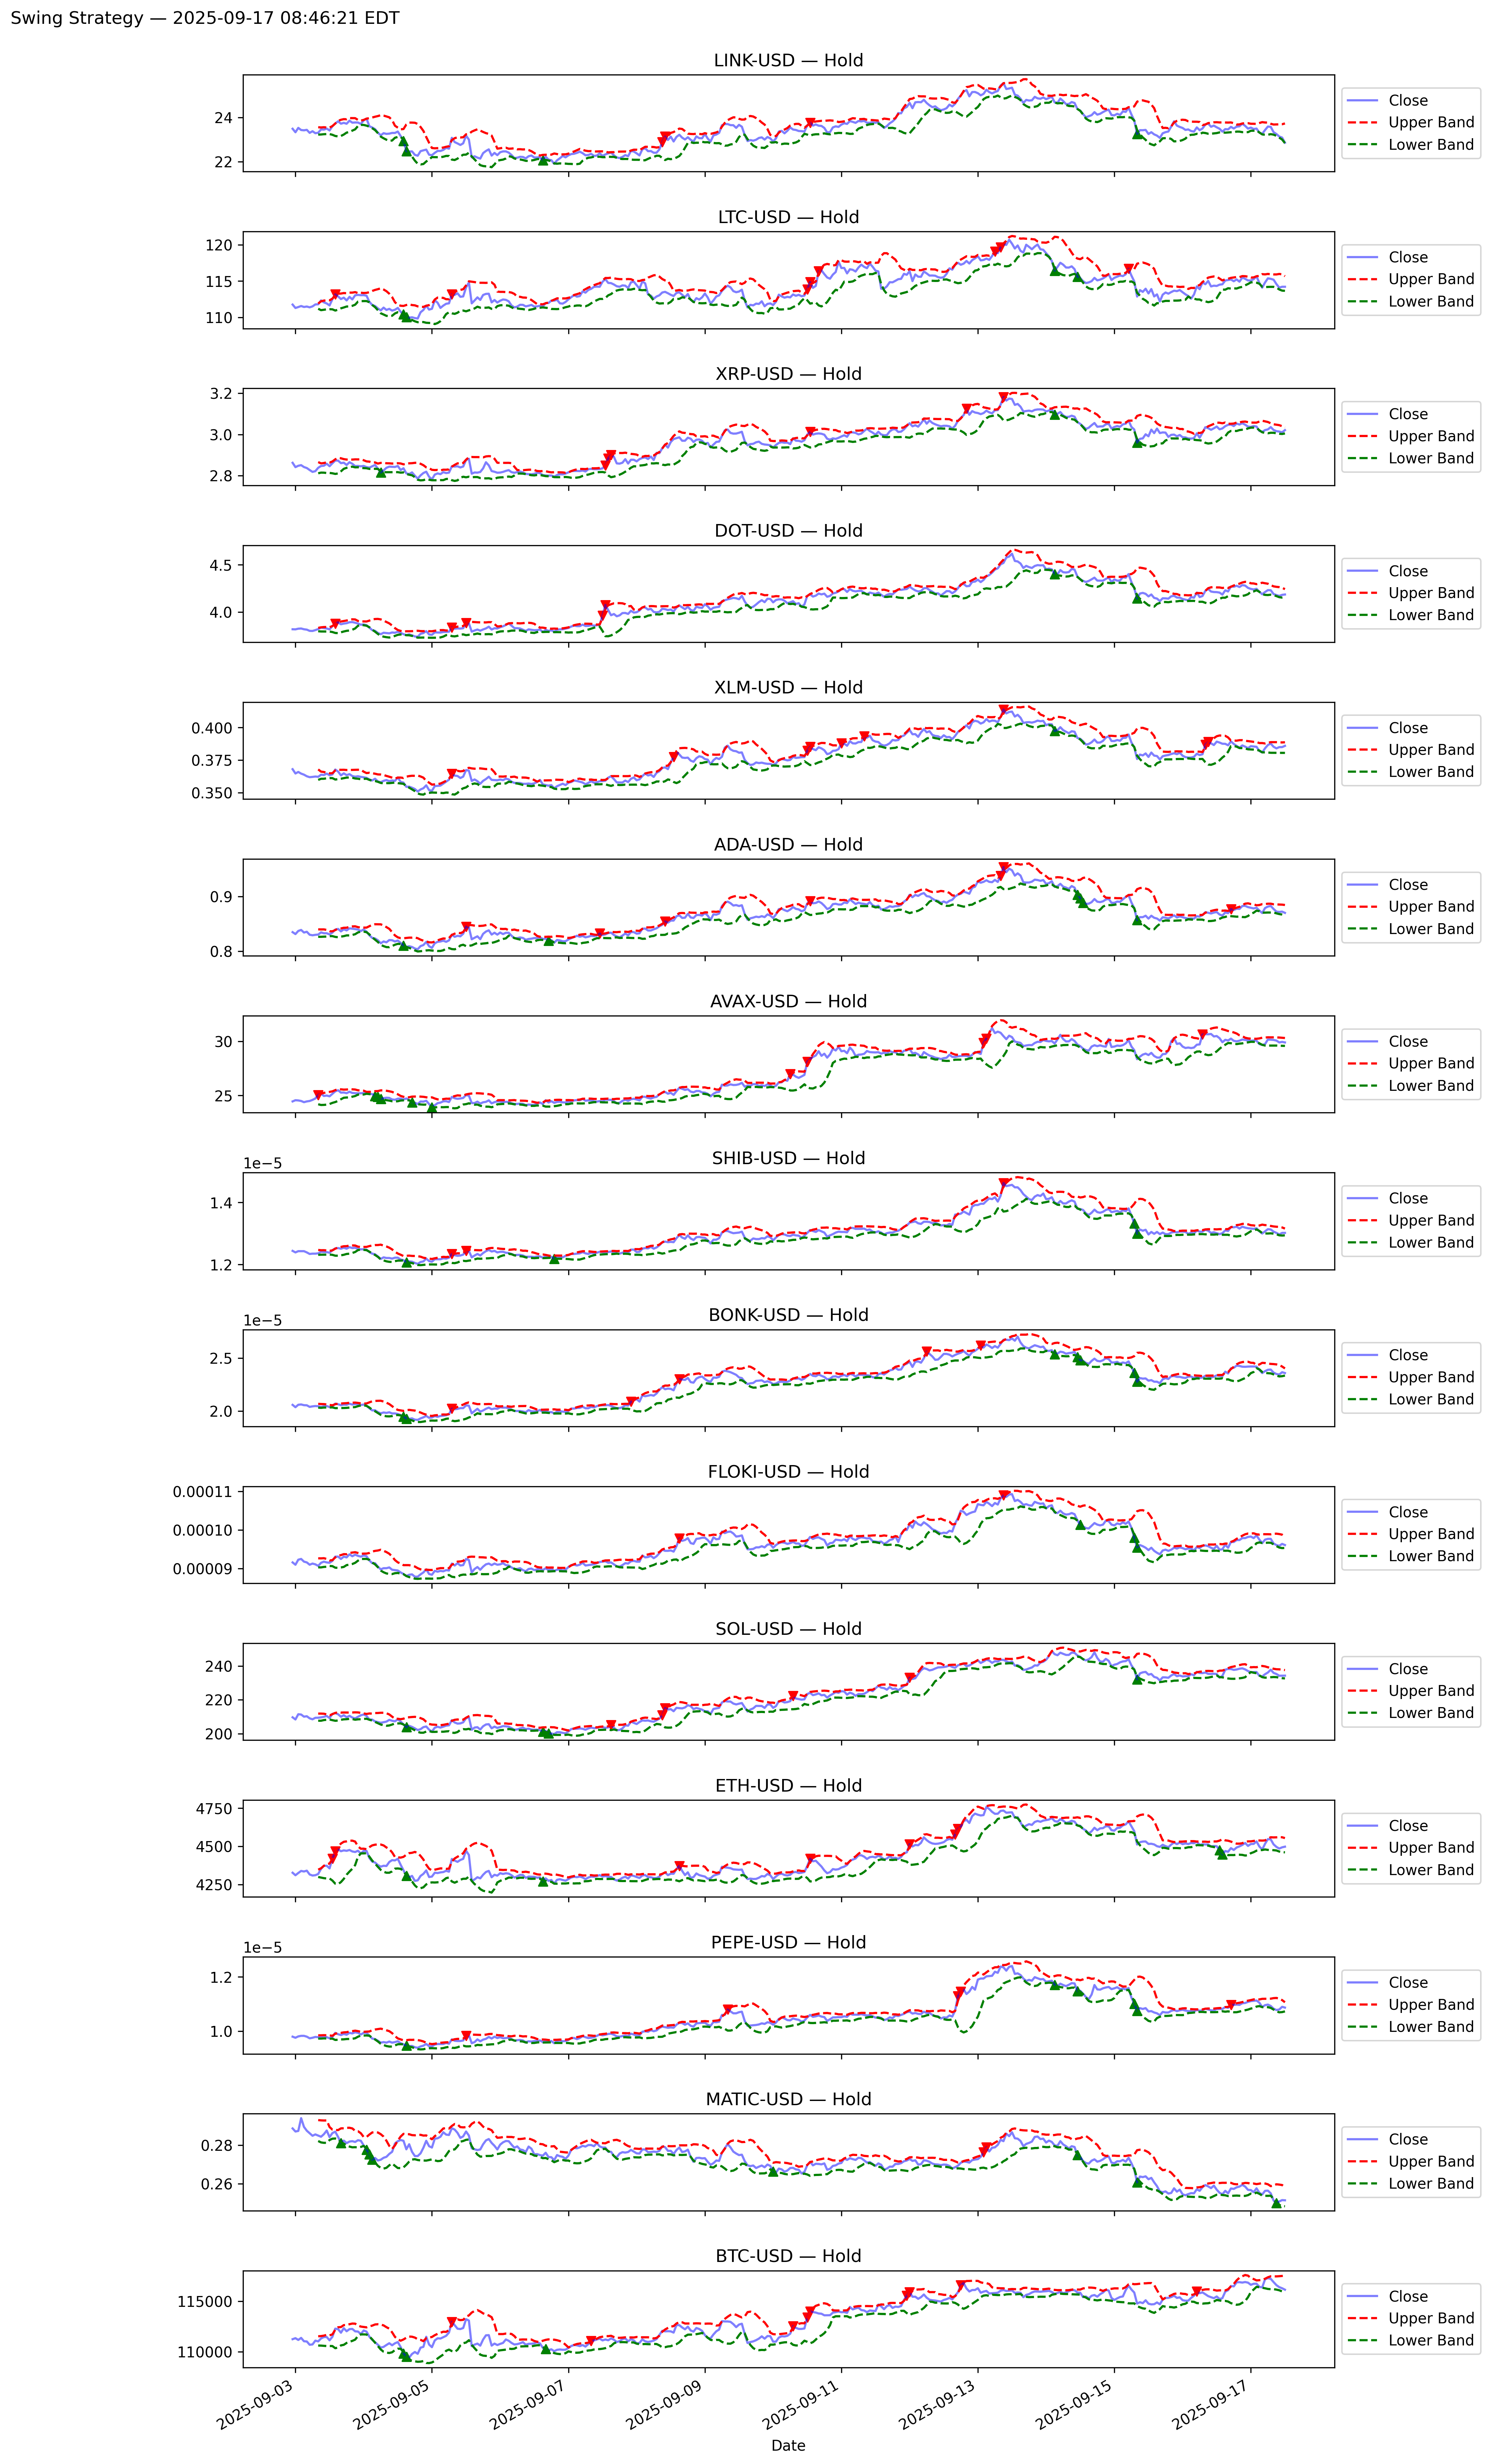 Swing Strategy — 2025-09-17 08:46:21 EDT
LINK-USD — Hold
24
22
Close
Upper Band
Lower Band
LTC-USD — Hold
120
115
110
Close
Upper Band
Lower Band
XRP-USD — Hold
3.2
3.0
2.8
Close
Upper Band
Lower Band
DOT-USD — Hold
4.5
4.0
Close
Upper Band
Lower Band
XLM-USD — Hold
0.400
0.375
0.350
Close
Upper Band
Lower Band
ADA-USD — Hold
0.9
0.8
Close
Upper Band
Lower Band
AVAX-USD — Hold
30
25
Close
Upper Band
Lower Band
SHIB-USD — Hold
1e−5
1.4
1.2
Close
Upper Band
Lower Band
BONK-USD — Hold
1e−5
2.5
2.0
Close
Upper Band
Lower Band
FLOKI-USD — Hold
0.00011
0.00010
0.00009
Close
Upper Band
Lower Band
SOL-USD — Hold
240
220
200
Close
Upper Band
Lower Band
ETH-USD — Hold
4750
4500
4250
Close
Upper Band
Lower Band
PEPE-USD — Hold
1e−5
1.2
1.0
Close
Upper Band
Lower Band
MATIC-USD — Hold
0.28
0.26
Close
Upper Band
Lower Band
BTC-USD — Hold
115000
110000
Close
Upper Band
Lower Band
2025-09-03
2025-09-05
2025-09-07
2025-09-09
2025-09-11
2025-09-13
2025-09-15
2025-09-17
Date